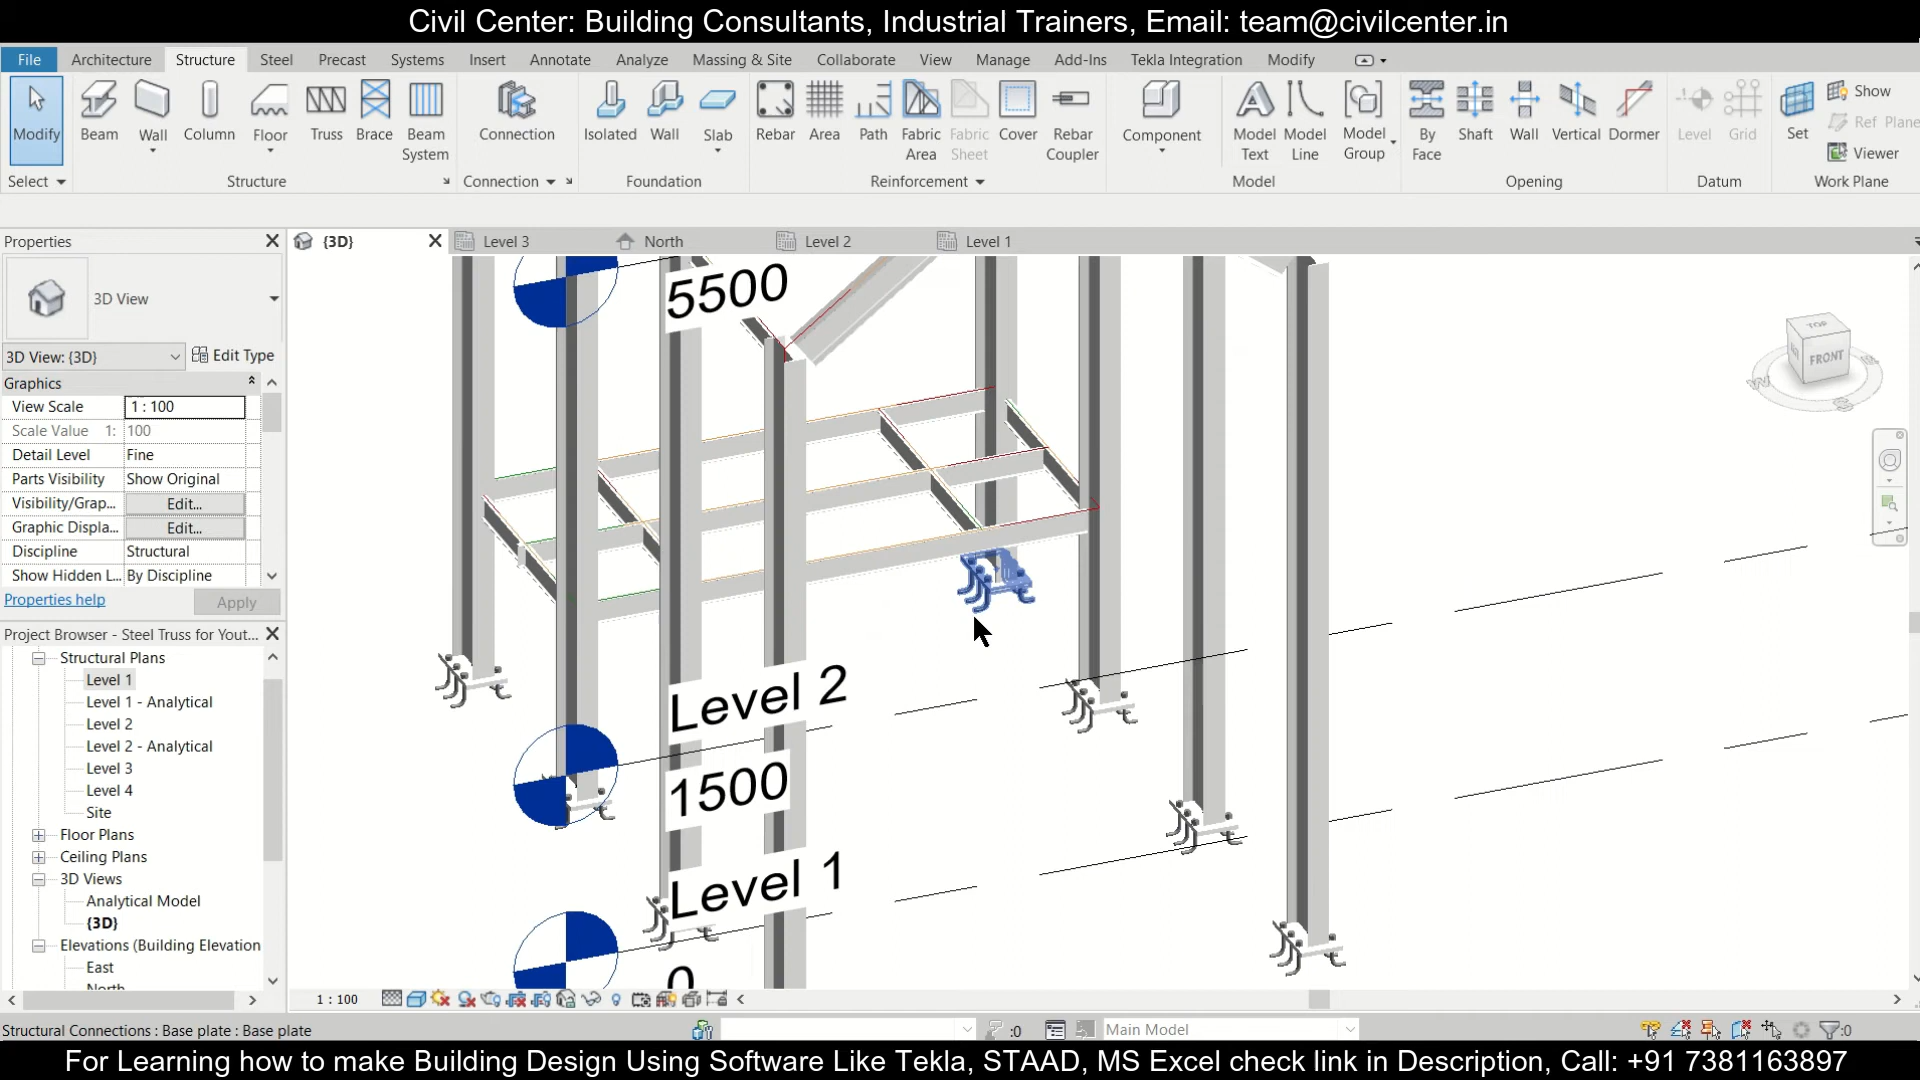 Civil Center: Building Consultants, Industrial Trainers, Email: team@civilcenter.in
File Architecture Structure Steel Precast Systems Insert Annotate Analyze Massing & Site Collaborate View Manage Add-Ins Tekla Integration Modify
Modify Beam Wall Column Floor Truss Brace Beam System Connection Isolated Wall Slab Rebar Area Path Fabric Area Fabric Sheet Cover Rebar Coupler Component Model Text Model Line Model Group By Face Shaft Wall Vertical Dormer Level Grid Set Show Ref Plane Viewer
Select Structure Connection Foundation Reinforcement Model Opening Datum Work Plane
Properties
{3D} Level 3 North Level 2 Level 1
3D View
3D View: {3D} Edit Type
Graphics
View Scale 1 : 100
Scale Value 1: 100
Detail Level Fine
Parts Visibility Show Original
Visibility/Grap... Edit...
Graphic Displa... Edit...
Discipline Structural
Show Hidden L... By Discipline
Properties help Apply
Project Browser - Steel Truss for Yout...
Structural Plans
Level 1
Level 1 - Analytical
Level 2
Level 2 - Analytical
Level 3
Level 4
Site
Floor Plans
Ceiling Plans
3D Views
Analytical Model
{3D}
Elevations (Building Elevation
East
North
5500
Level 2
1500
Level 1
0
TOP
FRONT
W
S
1 : 100
Structural Connections : Base plate : Base plate
:0
Main Model
:0
For Learning how to make Building Design Using Software Like Tekla, STAAD, MS Excel check link in Description, Call: +91 7381163897